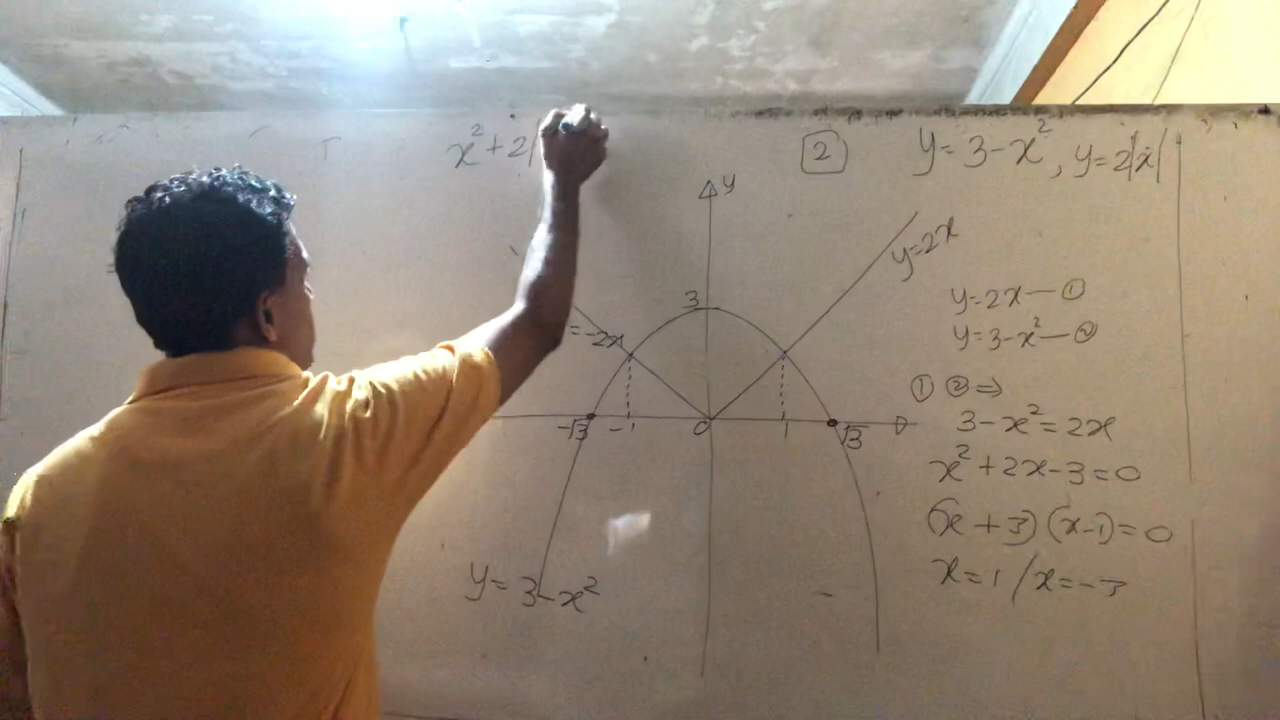 x² + 2|
2 y = 3 - x² , y = 2|x|
y
y = 2x
3
= -2x
-√3 -1 0 1 √3
y = 3 - x²
y = 2x — ①
y = 3 - x² — ②
① ② ⇒
3 - x² = 2x
x² + 2x - 3 = 0
(x + 3) (x - 1) = 0
x = 1 / x = -3